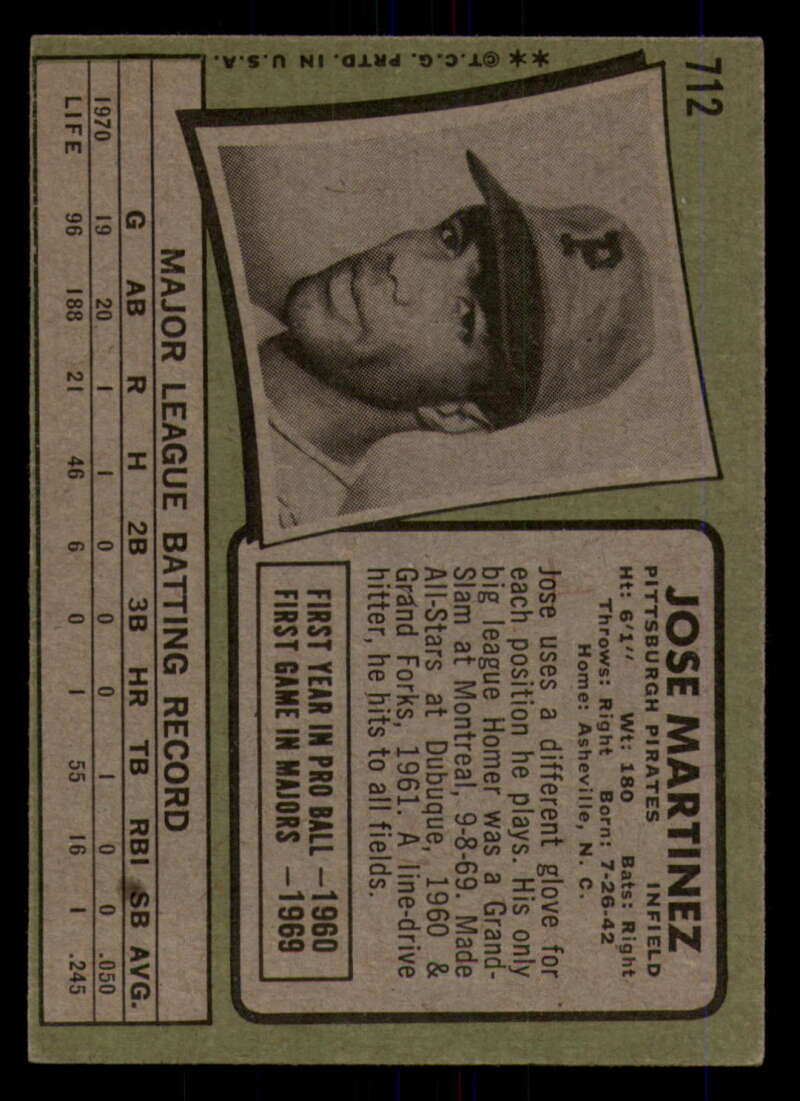 712
**©T.C.G. PRTD. IN U.S.A.
P
JOSE MARTINEZ
PITTSBURGH PIRATES INFIELD
Ht: 6'1" Wt: 180 Bats: Right
Throws: Right Born: 7-26-42
Home: Asheville, N. C.
Jose uses a different glove for
each position he plays. His only
big league Homer was a Grand-
Slam at Montreal, 9-8-69. Made
All-Stars at Dubuque, 1960 &
Grand Forks, 1961. A line-drive
hitter, he hits to all fields.
FIRST YEAR IN PRO BALL —1960
FIRST GAME IN MAJORS —1969
MAJOR LEAGUE BATTING RECORD
G AB R H 2B 3B HR TB RBI SB AVG.
1970 19 20 1 1 0 0 0 1 0 0 .050
LIFE 96 188 21 46 6 0 1 55 16 1 .245